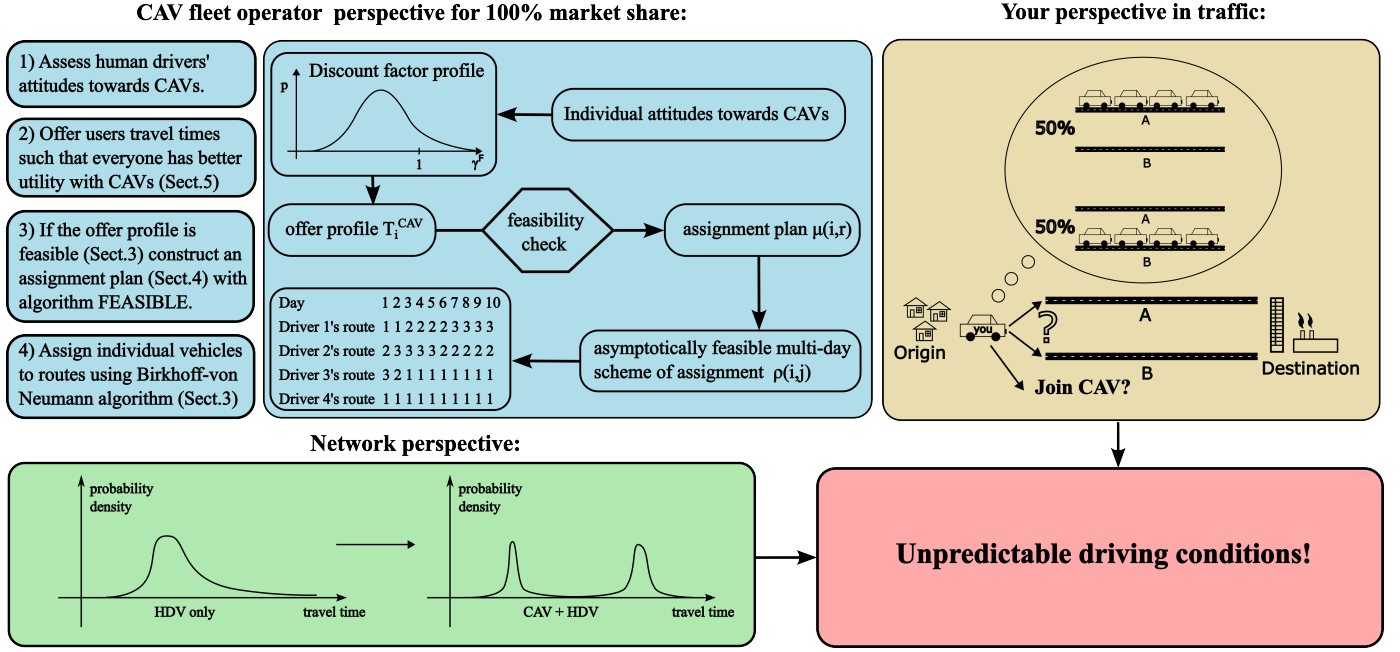 CAV fleet operator perspective for 100% market share:
1) Assess human drivers'
attitudes towards CAVs.
2) Offer users travel times
such that everyone has better
utility with CAVs (Sect.5)
3) If the offer profile is
feasible (Sect.3) construct an
assignment plan (Sect.4) with
algorithm FEASIBLE.
4) Assign individual vehicles
to routes using Birkhoff-von
Neumann algorithm (Sect.3)
Discount factor profile
p
1
γᶠ
Individual attitudes towards CAVs
offer profile Tᵢᶜᴬⱽ
feasibility
check
assignment plan μ(i,r)
asymptotically feasible multi-day
scheme of assignment ρ(i,j)
Day 1 2 3 4 5 6 7 8 9 10
Driver 1's route 1 1 2 2 2 2 3 3 3 3
Driver 2's route 2 3 3 3 3 2 2 2 2 2
Driver 3's route 3 2 1 1 1 1 1 1 1 1
Driver 4's route 1 1 1 1 1 1 1 1 1 1
Your perspective in traffic:
50%
A
B
50%
A
B
Origin
you
?
A
B
Join CAV?
Destination
Network perspective:
probability
density
HDV only
travel time
probability
density
CAV + HDV
travel time
Unpredictable driving conditions!